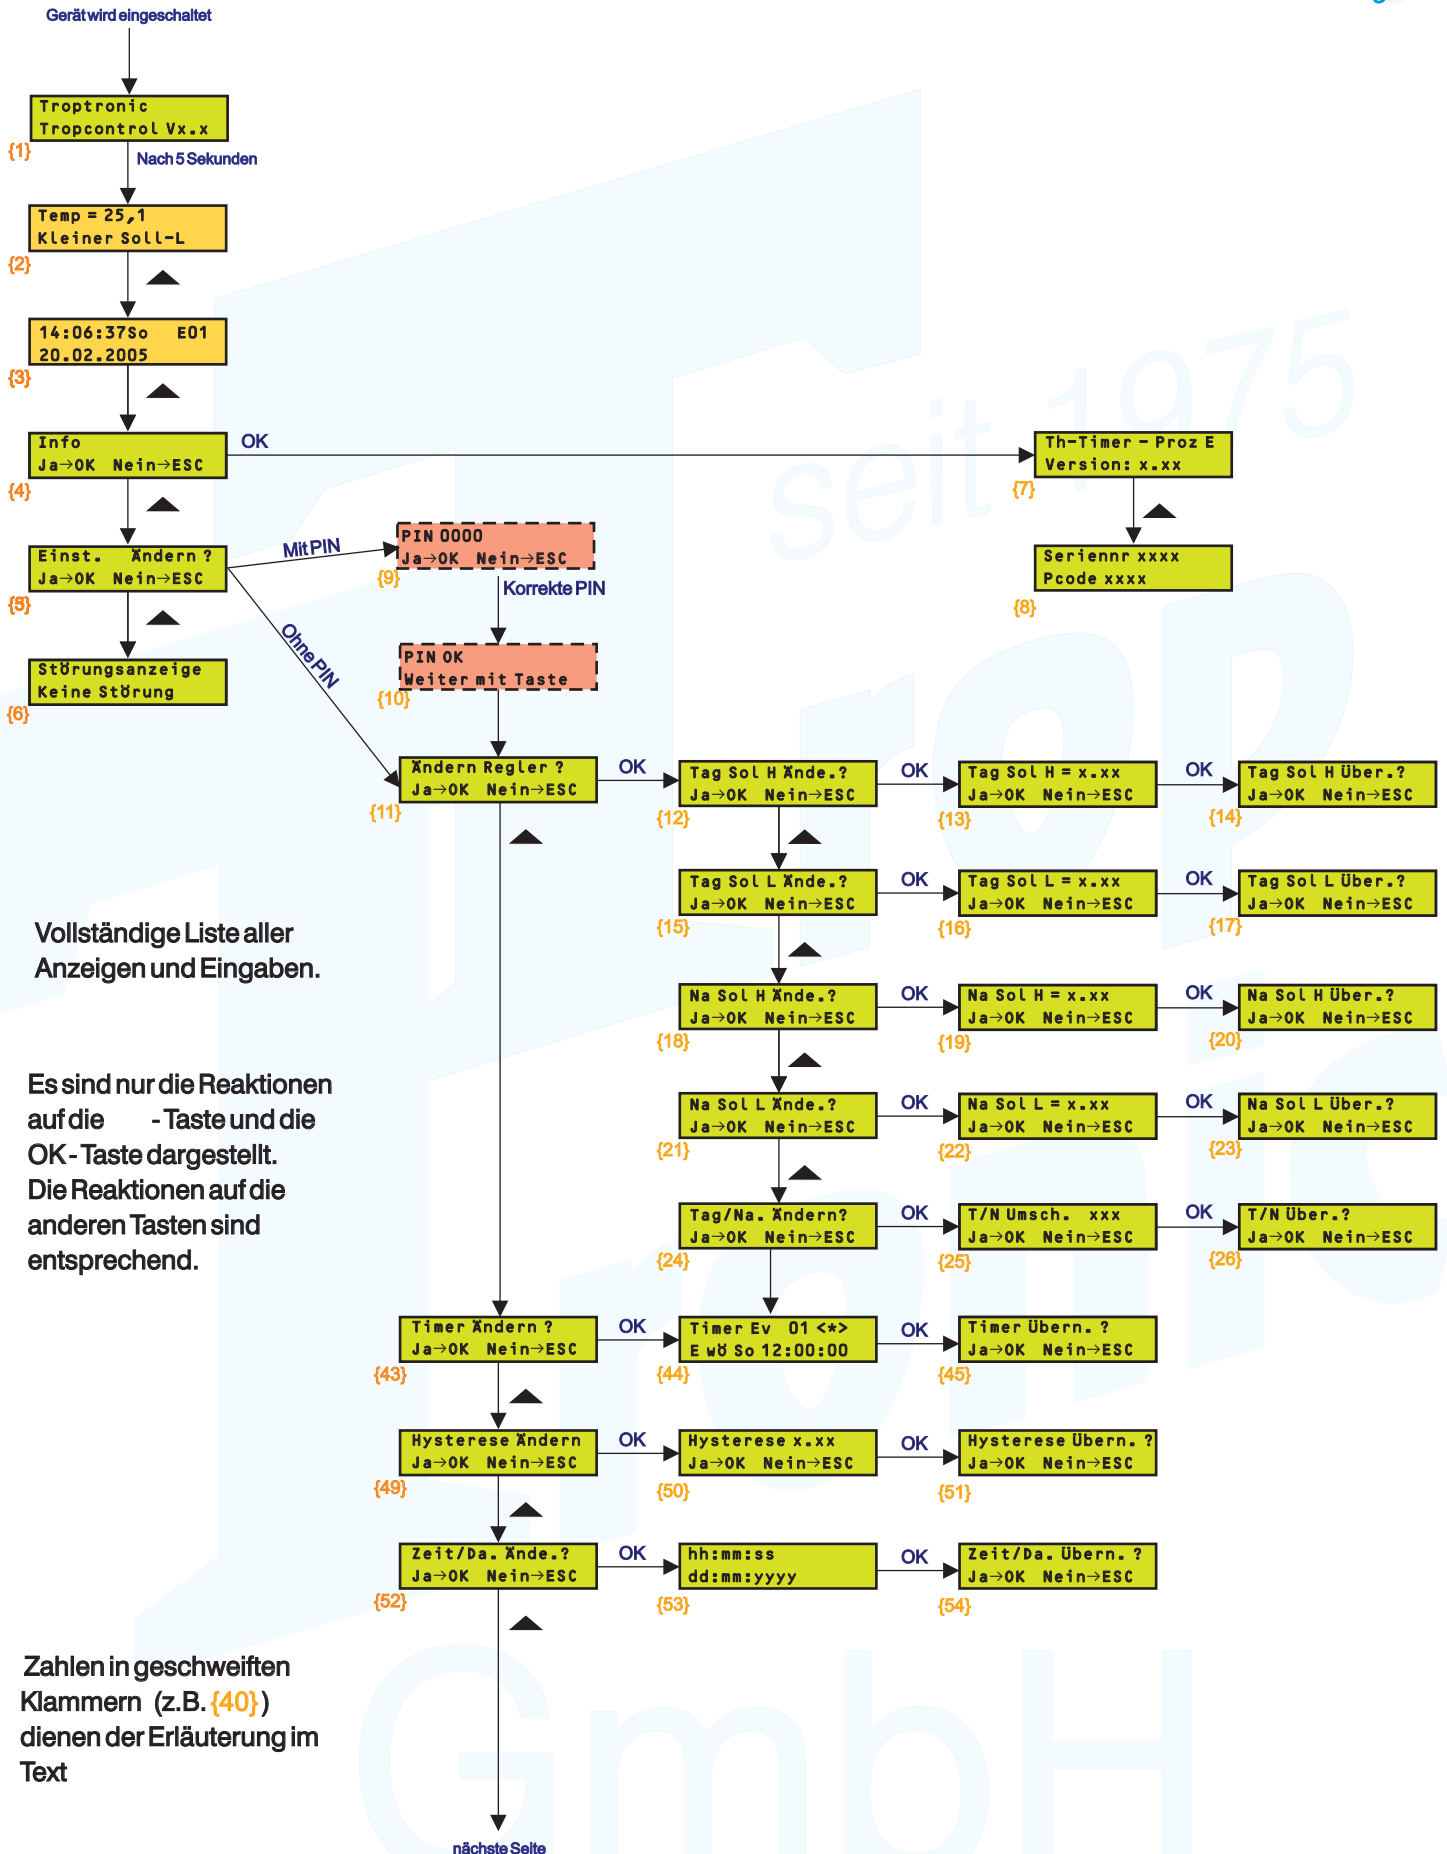 Gerät wird eingeschaltet
Troptronic
Tropcontrol Vx.x
{1}
Nach 5 Sekunden
Temp = 25,1
Kleiner Soll-L
{2}
14:06:37So E01
20.02.2005
{3}
Info
Ja→OK Nein→ESC
{4}
OK
Th-Timer - Proz E
Version: x.xx
{7}
Seriennr xxxx
Pcode xxxx
{8}
Einst. Ändern ?
Ja→OK Nein→ESC
Mit PIN
Ohne PIN
PIN 0000
Ja→OK Nein→ESC
{9}
Korrekte PIN
PIN OK
Weiter mit Taste
{10}
Störungsanzeige
Keine Störung
{6}
Ändern Regler ?
Ja→OK Nein→ESC
{11}
OK
Tag Sol H Ände.?
Ja→OK Nein→ESC
{12}
OK
Tag Sol H = x.xx
Ja→OK Nein→ESC
{13}
OK
Tag Sol H Über.?
Ja→OK Nein→ESC
{14}
Tag Sol L Ände.?
Ja→OK Nein→ESC
{15}
OK
Tag Sol L = x.xx
Ja→OK Nein→ESC
{16}
OK
Tag Sol L Über.?
Ja→OK Nein→ESC
{17}
Vollständige Liste aller
Anzeigen und Eingaben.
Na Sol H Ände.?
Ja→OK Nein→ESC
{18}
OK
Na Sol H = x.xx
Ja→OK Nein→ESC
{19}
OK
Na Sol H Über.?
Ja→OK Nein→ESC
{20}
Es sind nur die Reaktionen
auf die - Taste und die
OK - Taste dargestellt.
Die Reaktionen auf die
anderen Tasten sind
entsprechend.
Na Sol L Ände.?
Ja→OK Nein→ESC
{21}
OK
Na Sol L = x.xx
Ja→OK Nein→ESC
{22}
OK
Na Sol L Über.?
Ja→OK Nein→ESC
{23}
Tag/Na. Ändern?
Ja→OK Nein→ESC
{24}
OK
T/N Umsch. xxx
Ja→OK Nein→ESC
{25}
OK
T/N Über.?
Ja→OK Nein→ESC
{26}
Timer Ändern ?
Ja→OK Nein→ESC
{43}
OK
Timer Ev 01 <*>
E wö So 12:00:00
{44}
OK
Timer Übern. ?
Ja→OK Nein→ESC
{45}
Hysterese Ändern
Ja→OK Nein→ESC
{49}
OK
Hysterese x.xx
Ja→OK Nein→ESC
{50}
OK
Hysterese Übern. ?
Ja→OK Nein→ESC
{51}
Zeit/Da. Ände.?
Ja→OK Nein→ESC
{52}
OK
hh:mm:ss
dd:mm:yyyy
{53}
OK
Zeit/Da. Übern. ?
Ja→OK Nein→ESC
{54}
Zahlen in geschweiften
Klammern (z.B. {40} )
dienen der Erläuterung im
Text
nächste Seite
seit 1975
Trop
Tronic
GmbH